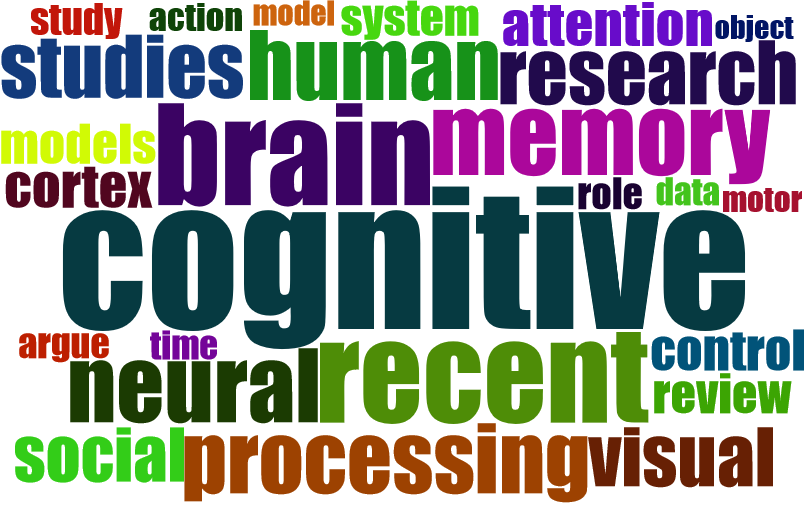 study action model system attention object
studies human research
models brain memory
cortex role data motor
cognitive
argue time control
neural recent review
social processing visual